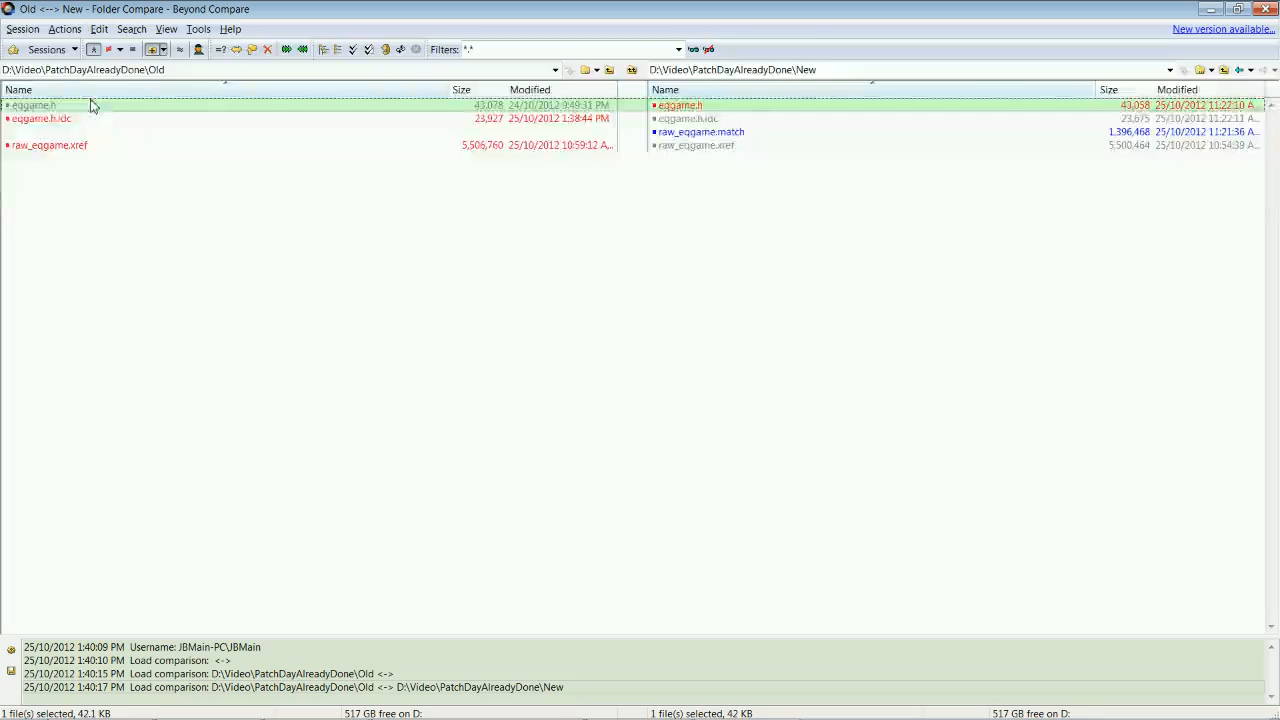 Old <--> New - Folder Compare - Beyond Compare
Session Actions Edit Search View Tools Help New version available...
Sessions Filters: *.*
D:\Video\PatchDayAlreadyDone\Old D:\Video\PatchDayAlreadyDone\New
Name Size Modified Name Size Modified
eqgame.h 43,078 24/10/2012 9:49:31 PM eqgame.h 43,058 25/10/2012 11:22:10 A...
eqgame.h.idc 23,927 25/10/2012 1:38:44 PM eqgame.h.idc 23,675 25/10/2012 11:22:11 A...
raw_eqgame.match 1,396,468 25/10/2012 11:21:36 A...
raw_eqgame.xref 5,506,760 25/10/2012 10:59:12 A... raw_eqgame.xref 5,500,464 25/10/2012 10:54:39 A...
25/10/2012 1:40:09 PM Username: JBMain-PC\JBMain
25/10/2012 1:40:10 PM Load comparison: <->
25/10/2012 1:40:15 PM Load comparison: D:\Video\PatchDayAlreadyDone\Old <->
25/10/2012 1:40:17 PM Load comparison: D:\Video\PatchDayAlreadyDone\Old <-> D:\Video\PatchDayAlreadyDone\New
1 file(s) selected, 42.1 KB 517 GB free on D: 1 file(s) selected, 42 KB 517 GB free on D: